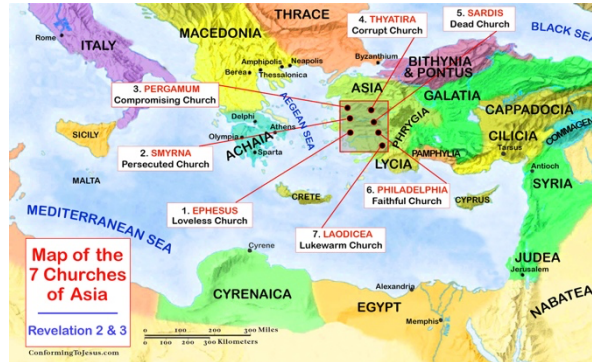 THRACE
4. THYATIRA
Corrupt Church
5. SARDIS
Dead Church
BLACK SEA
ITALY
Rome
MACEDONIA
Amphipolis
Neapolis
Berea
Thessalonica
Byzantium
BITHYNIA
& PONTUS
3. PERGAMUM
Compromising Church
ASIA
GALATIA
CAPPADOCIA
AEGEAN SEA
PHRYGIA
COMMAGENE
Delphi
Athens
Olympia
ACHAIA
Sparta
SICILY
2. SMYRNA
Persecuted Church
CILICIA
Tarsus
PAMPHYLIA
LYCIA
Antioch
MALTA
CRETE
6. PHILADELPHIA
Faithful Church
CYPRUS
SYRIA
1. EPHESUS
Loveless Church
MEDITERRANEAN SEA
7. LAODICEA
Lukewarm Church
Map of the
7 Churches
of Asia
Revelation 2 & 3
ConformingToJesus.com
Cyrene
CYRENAICA
JUDEA
Jerusalem
Alexandria
EGYPT
Memphis
NABATEA
0 100 200 300 Miles
0 100 200 300 Kilometers